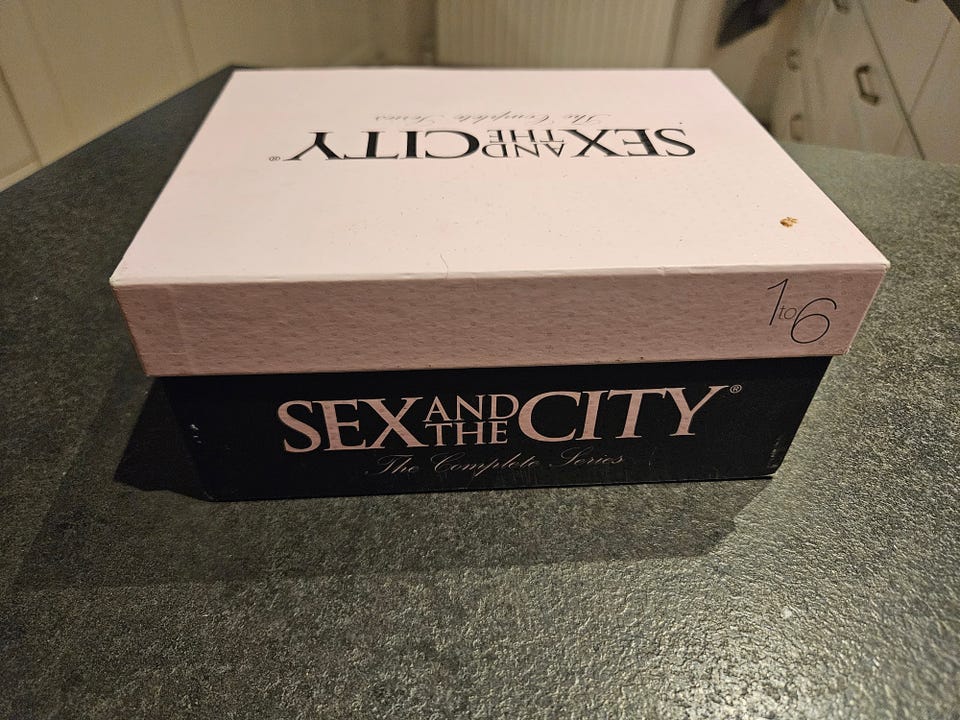 SEX AND THE CITY®
The Complete Series
1 to 6
SEX AND THE CITY®
The Complete Series